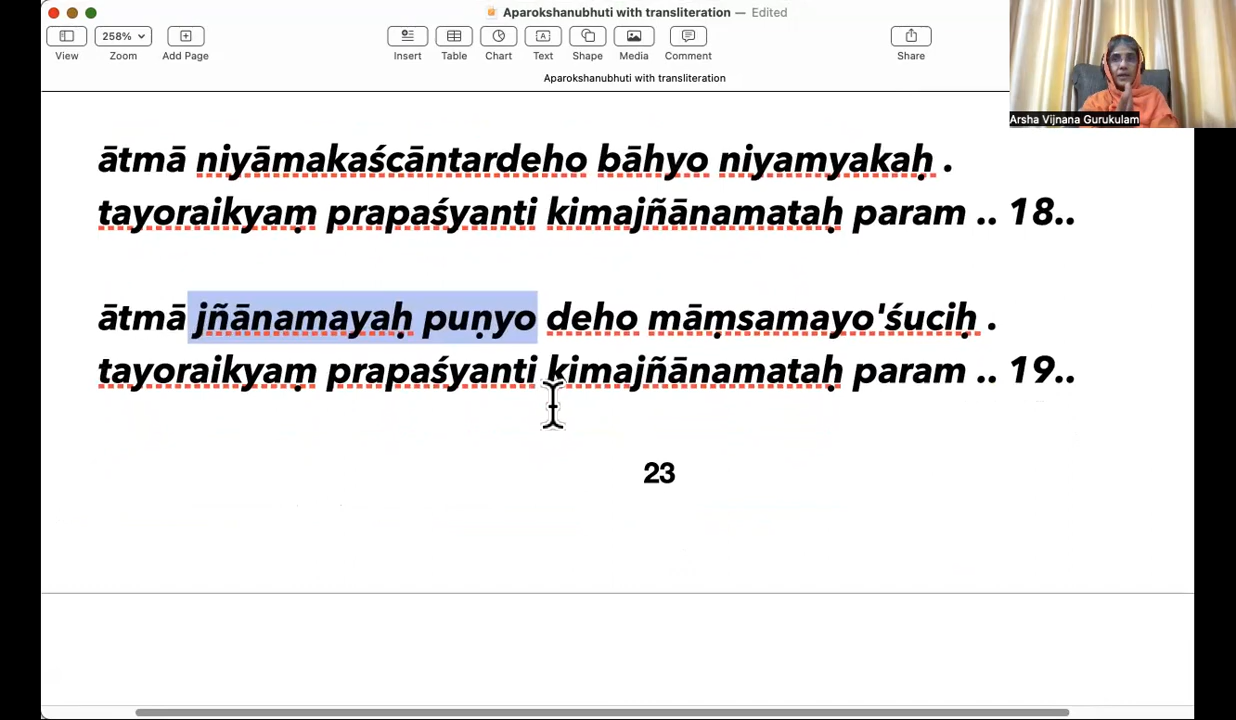 Aparokshanubhuti with transliteration — Edited
258%
View Zoom Add Page Insert Table Chart Text Shape Media Comment Share
Aparokshanubhuti with transliteration
Arsha Vijnana Gurukulam
ātmā niyāmakaścāntardeho bāhyo niyamyakaḥ .
tayoraikyaṃ prapaśyanti kimajñānamataḥ param .. 18..
ātmā jñānamayaḥ puṇyo deho māṃsamayo'śuciḥ .
tayoraikyaṃ prapaśyanti kimajñānamataḥ param .. 19..
23